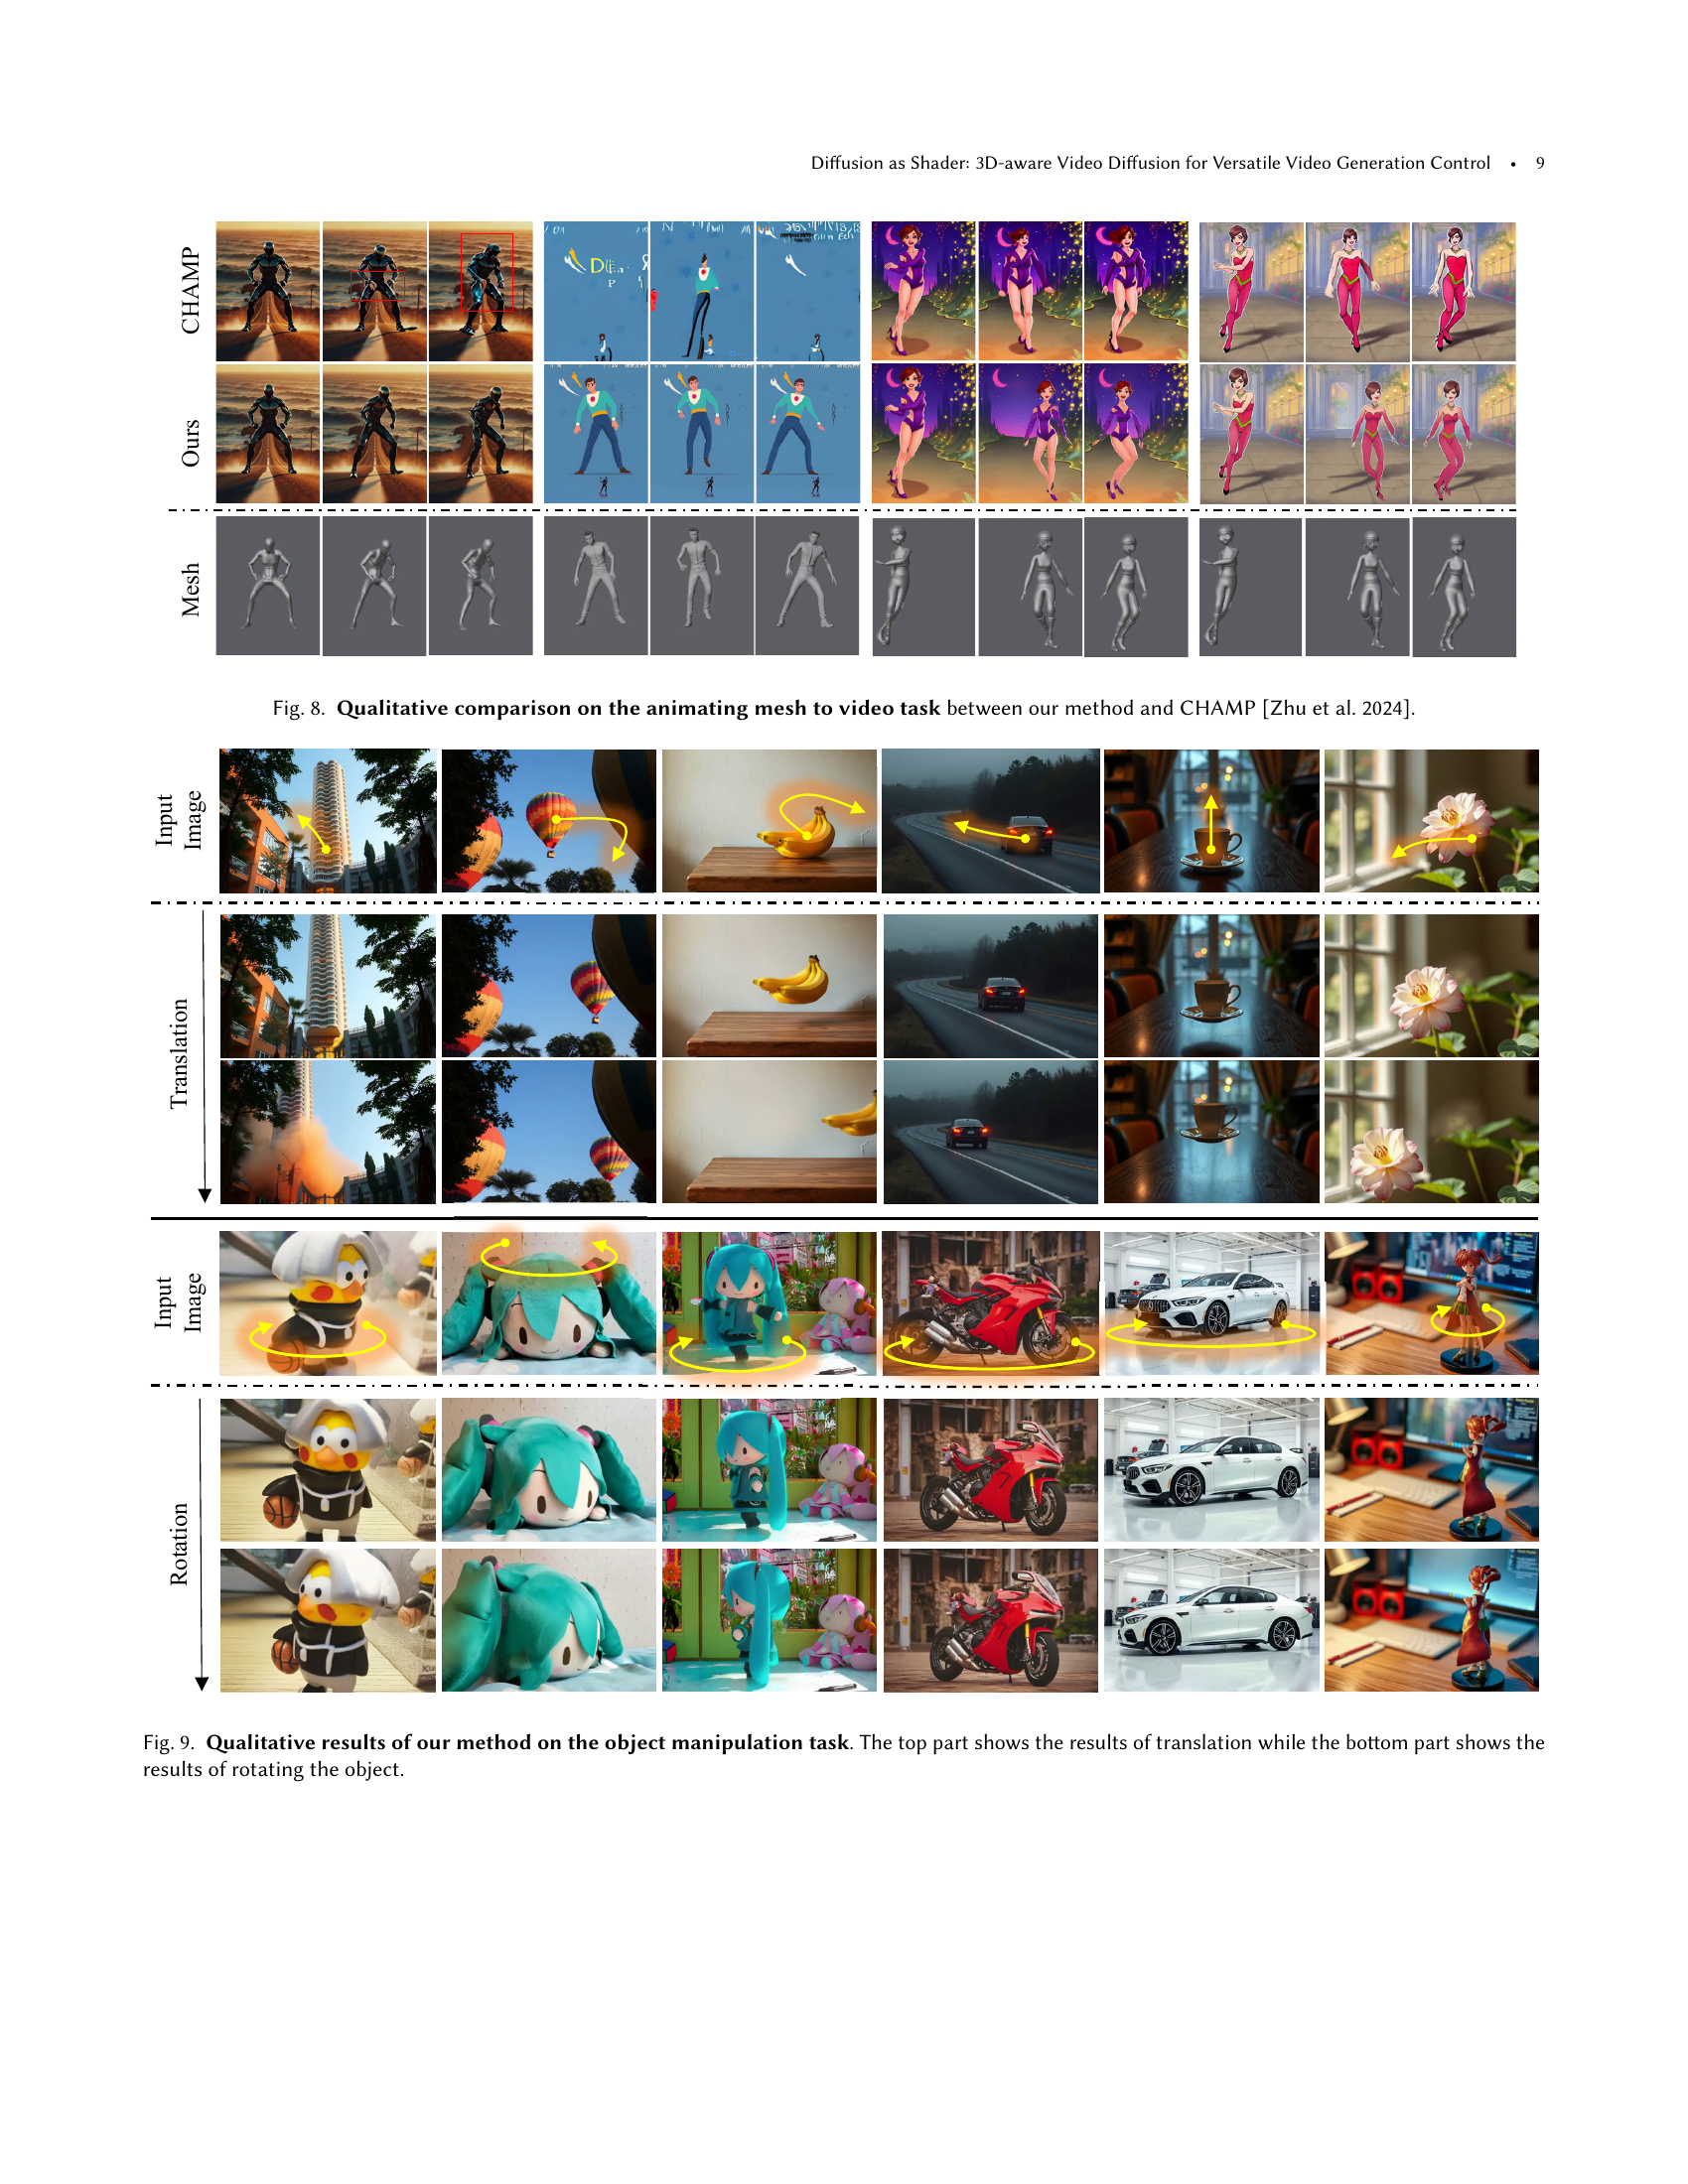 Diffusion as Shader: 3D-aware Video Diffusion for Versatile Video Generation Control • 9
CHAMP
Ours
Mesh
Fig. 8. Qualitative comparison on the animating mesh to video task between our method and CHAMP [Zhu et al. 2024].
Input
Image
Translation
Input
Image
Rotation
Fig. 9. Qualitative results of our method on the object manipulation task. The top part shows the results of translation while the bottom part shows the
results of rotating the object.